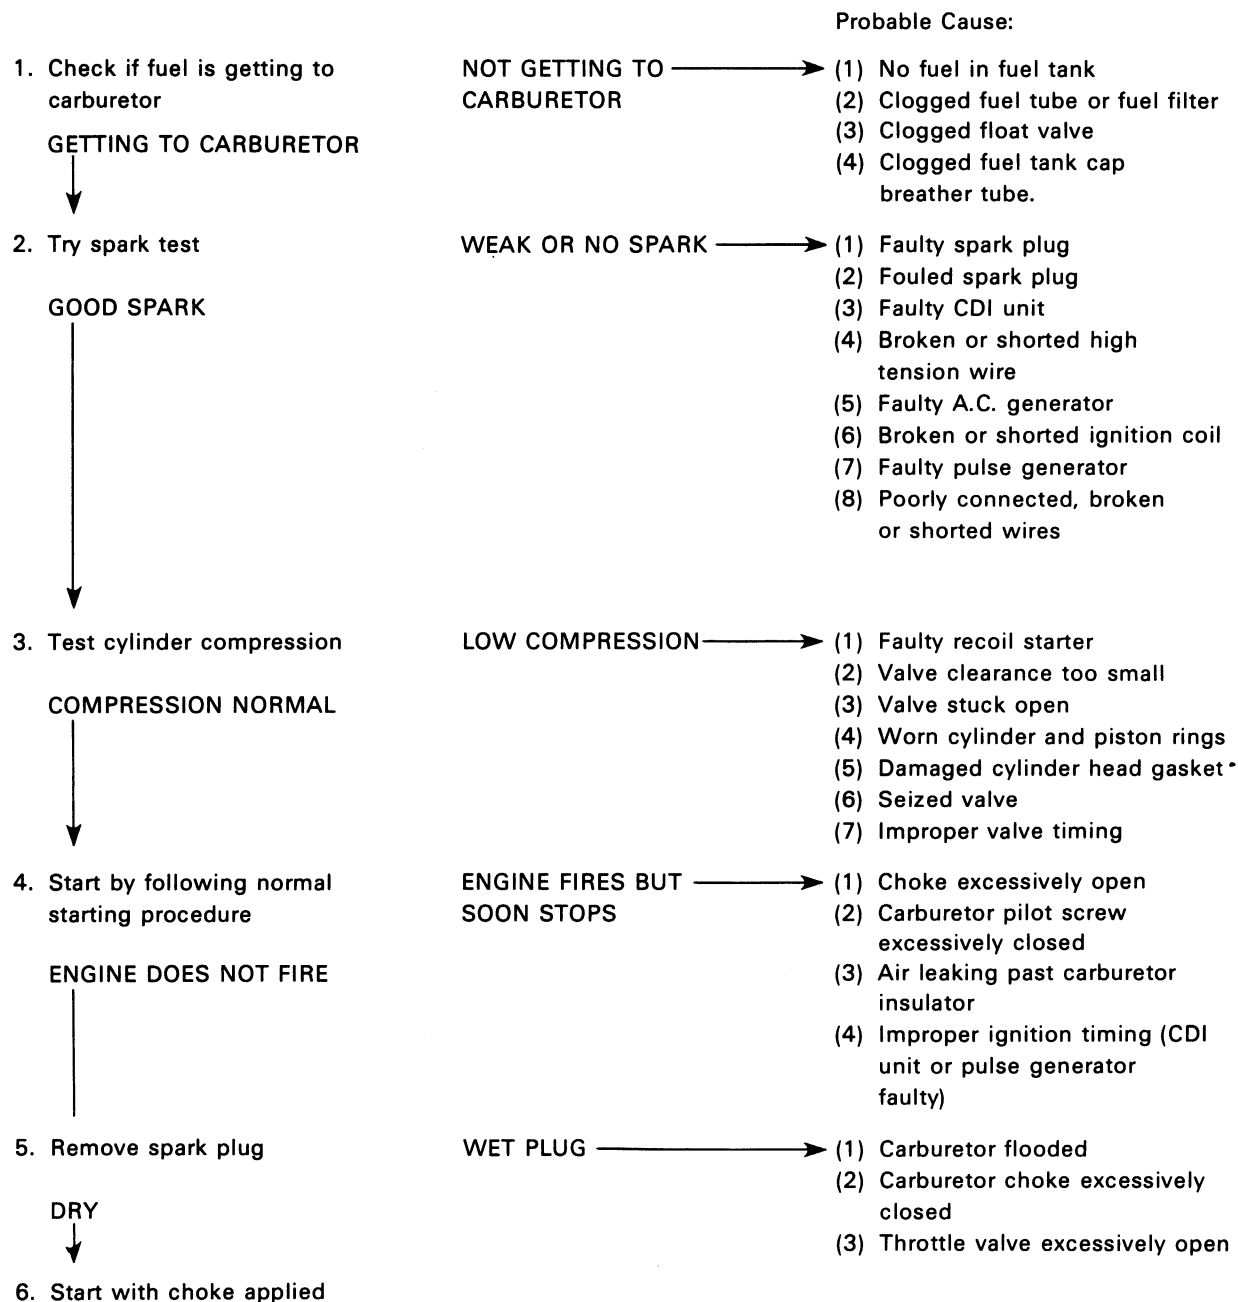 Probable Cause:
1. Check if fuel is getting to
carburetor
GETTING TO CARBURETOR
NOT GETTING TO
CARBURETOR
(1) No fuel in fuel tank
(2) Clogged fuel tube or fuel filter
(3) Clogged float valve
(4) Clogged fuel tank cap
breather tube.
2. Try spark test
GOOD SPARK
WEAK OR NO SPARK
(1) Faulty spark plug
(2) Fouled spark plug
(3) Faulty CDI unit
(4) Broken or shorted high
tension wire
(5) Faulty A.C. generator
(6) Broken or shorted ignition coil
(7) Faulty pulse generator
(8) Poorly connected, broken
or shorted wires
3. Test cylinder compression
COMPRESSION NORMAL
LOW COMPRESSION
(1) Faulty recoil starter
(2) Valve clearance too small
(3) Valve stuck open
(4) Worn cylinder and piston rings
(5) Damaged cylinder head gasket
(6) Seized valve
(7) Improper valve timing
4. Start by following normal
starting procedure
ENGINE DOES NOT FIRE
ENGINE FIRES BUT
SOON STOPS
(1) Choke excessively open
(2) Carburetor pilot screw
excessively closed
(3) Air leaking past carburetor
insulator
(4) Improper ignition timing (CDI
unit or pulse generator
faulty)
5. Remove spark plug
DRY
WET PLUG
(1) Carburetor flooded
(2) Carburetor choke excessively
closed
(3) Throttle valve excessively open
6. Start with choke applied